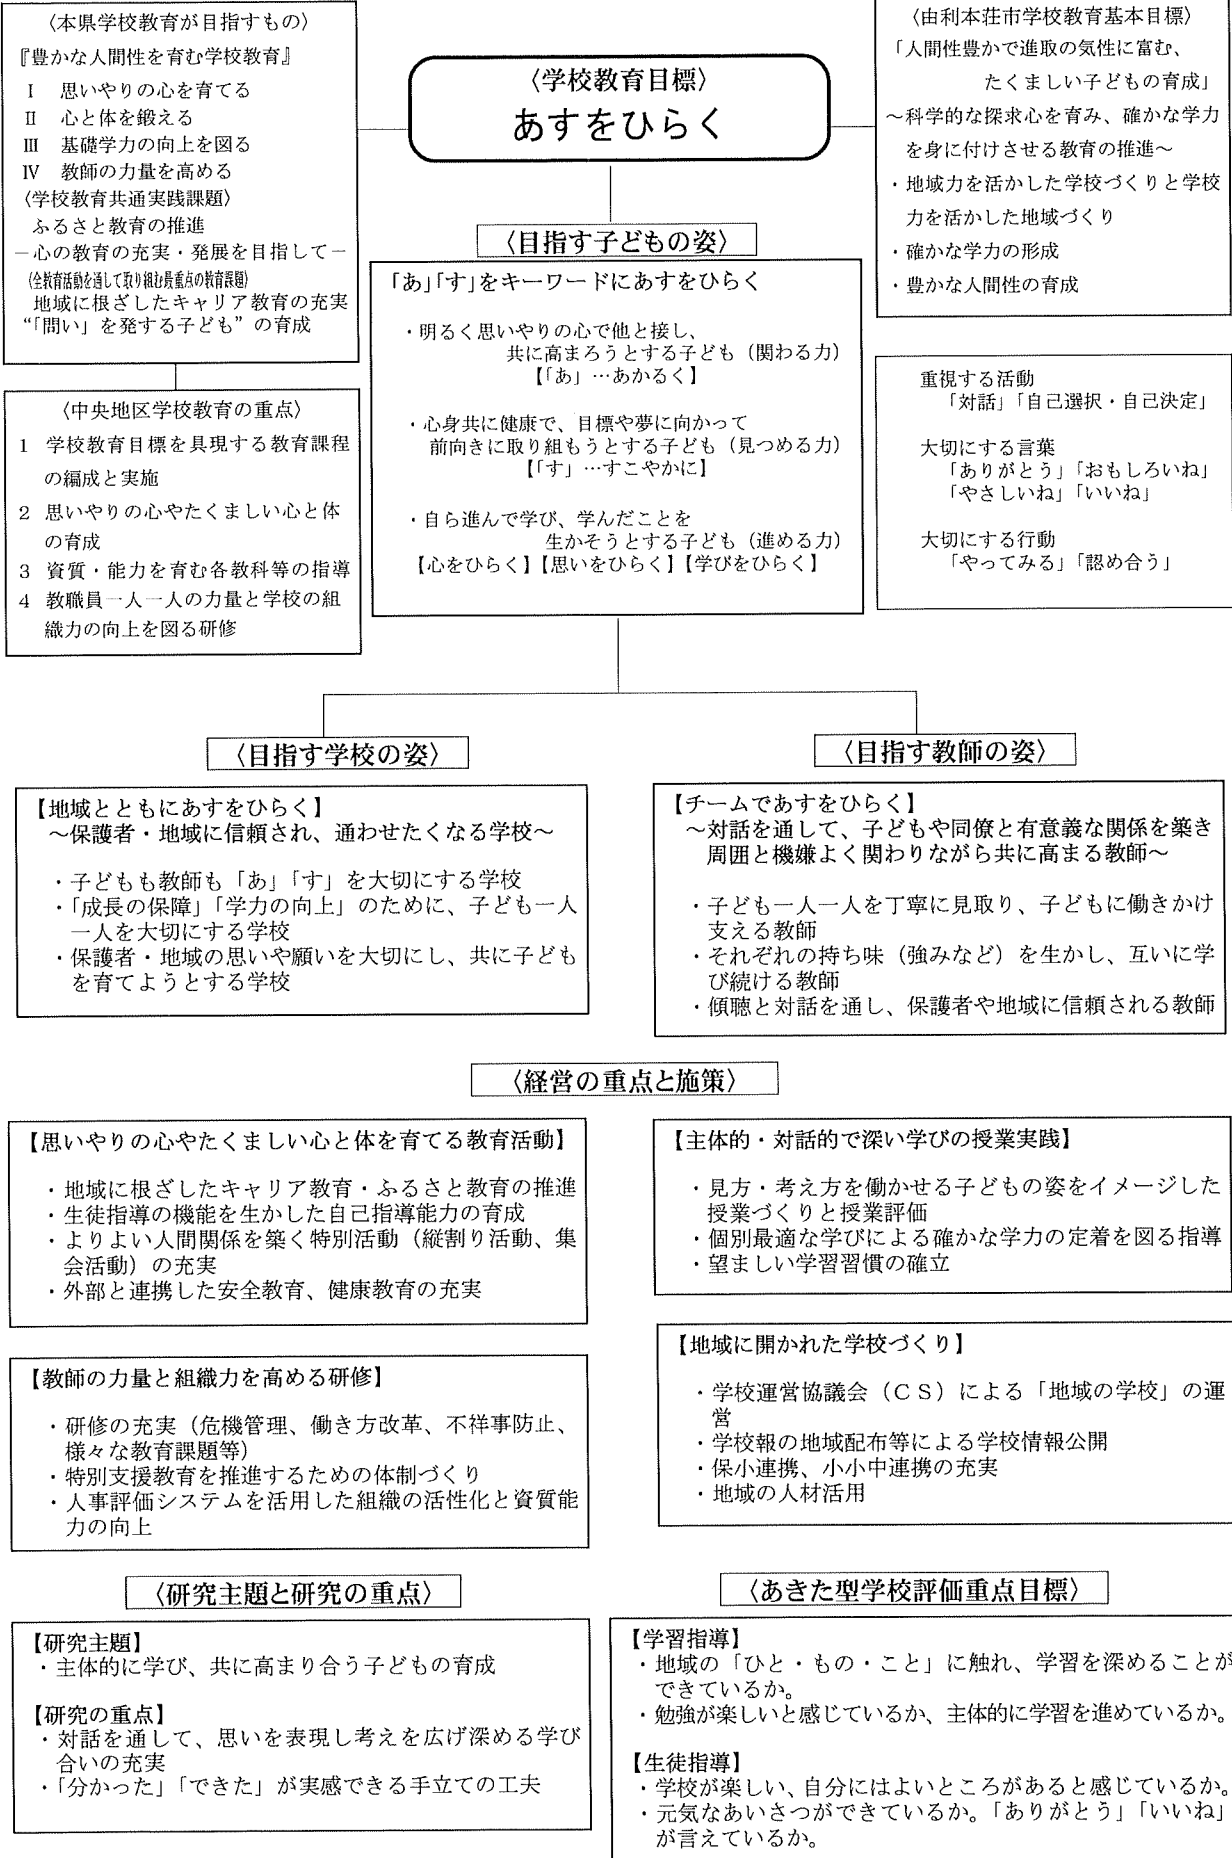 〈本県学校教育が目指すもの〉
『豊かな人間性を育む学校教育』
Ⅰ　思いやりの心を育てる
Ⅱ　心と体を鍛える
Ⅲ　基礎学力の向上を図る
Ⅳ　教師の力量を高める
〈学校教育共通実践課題〉
ふるさと教育の推進
－心の教育の充実・発展を目指して－
(全教育活動を通して取り組む最重点の教育課題)
地域に根ざしたキャリア教育の充実
“「問い」を発する子ども”の育成
〈中央地区学校教育の重点〉
1　学校教育目標を具現する教育課程
の編成と実施
2　思いやりの心やたくましい心と体
の育成
3　資質・能力を育む各教科等の指導
4　教職員一人一人の力量と学校の組
織力の向上を図る研修
〈学校教育目標〉
あすをひらく
〈目指す子どもの姿〉
「あ」「す」をキーワードにあすをひらく
・明るく思いやりの心で他と接し、
共に高まろうとする子ども（関わる力）
【「あ」…あかるく】
・心身共に健康で、目標や夢に向かって
前向きに取り組もうとする子ども（見つめる力）
【「す」…すこやかに】
・自ら進んで学び、学んだことを
生かそうとする子ども（進める力）
【心をひらく】【思いをひらく】【学びをひらく】
〈由利本荘市学校教育基本目標〉
「人間性豊かで進取の気性に富む、
たくましい子どもの育成」
～科学的な探求心を育み、確かな学力
を身に付けさせる教育の推進～
・地域力を活かした学校づくりと学校
力を活かした地域づくり
・確かな学力の形成
・豊かな人間性の育成
重視する活動
「対話」「自己選択・自己決定」
大切にする言葉
「ありがとう」「おもしろいね」
「やさしいね」「いいね」
大切にする行動
「やってみる」「認め合う」
〈目指す学校の姿〉
【地域とともにあすをひらく】
～保護者・地域に信頼され、通わせたくなる学校～
・子どもも教師も「あ」「す」を大切にする学校
・「成長の保障」「学力の向上」のために、子ども一人
一人を大切にする学校
・保護者・地域の思いや願いを大切にし、共に子ども
を育てようとする学校
〈目指す教師の姿〉
【チームであすをひらく】
～対話を通して、子どもや同僚と有意義な関係を築き
周囲と機嫌よく関わりながら共に高まる教師～
・子ども一人一人を丁寧に見取り、子どもに働きかけ
支える教師
・それぞれの持ち味（強みなど）を生かし、互いに学
び続ける教師
・傾聴と対話を通し、保護者や地域に信頼される教師
〈経営の重点と施策〉
【思いやりの心やたくましい心と体を育てる教育活動】
・地域に根ざしたキャリア教育・ふるさと教育の推進
・生徒指導の機能を生かした自己指導能力の育成
・よりよい人間関係を築く特別活動（縦割り活動、集
会活動）の充実
・外部と連携した安全教育、健康教育の充実
【主体的・対話的で深い学びの授業実践】
・見方・考え方を働かせる子どもの姿をイメージした
授業づくりと授業評価
・個別最適な学びによる確かな学力の定着を図る指導
・望ましい学習習慣の確立
【教師の力量と組織力を高める研修】
・研修の充実（危機管理、働き方改革、不祥事防止、
様々な教育課題等）
・特別支援教育を推進するための体制づくり
・人事評価システムを活用した組織の活性化と資質能
力の向上
【地域に開かれた学校づくり】
・学校運営協議会（ＣＳ）による「地域の学校」の運
営
・学校報の地域配布等による学校情報公開
・保小連携、小小中連携の充実
・地域の人材活用
〈研究主題と研究の重点〉
【研究主題】
・主体的に学び、共に高まり合う子どもの育成
【研究の重点】
・対話を通して、思いを表現し考えを広げ深める学び
合いの充実
・「分かった」「できた」が実感できる手立ての工夫
〈あきた型学校評価重点目標〉
【学習指導】
・地域の「ひと・もの・こと」に触れ、学習を深めることが
できているか。
・勉強が楽しいと感じているか、主体的に学習を進めているか。
【生徒指導】
・学校が楽しい、自分にはよいところがあると感じているか。
・元気なあいさつができているか。「ありがとう」「いいね」
が言えているか。